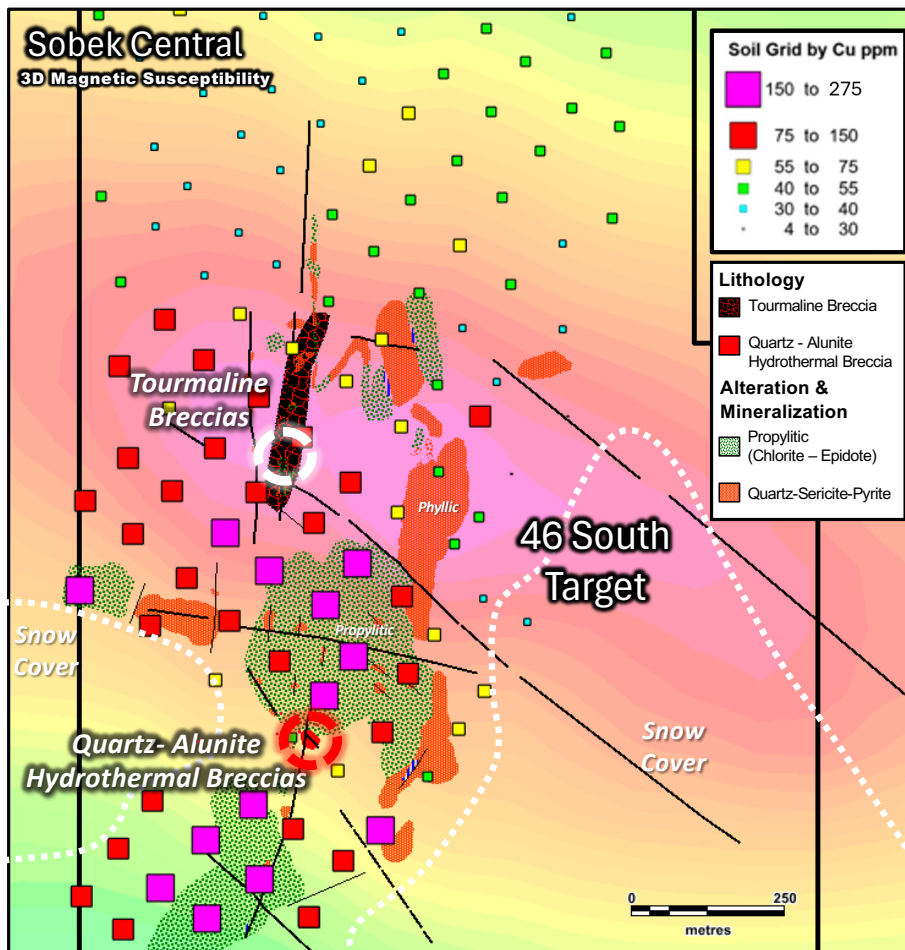 Sobek Central
3D Magnetic Susceptibility
Soil Grid by Cu ppm
150 to 275
75 to 150
55 to 75
40 to 55
30 to 40
4 to 30
Lithology
Tourmaline Breccia
Quartz - Alunite
Hydrothermal Breccia
Alteration &
Mineralization
Propylitic
(Chlorite – Epidote)
Quartz-Sericite-Pyrite
Tourmaline
Breccias
Phyllic
46 South
Target
Snow
Cover
Propylitic
Quartz- Alunite
Hydrothermal Breccias
Snow
Cover
0
250
metres